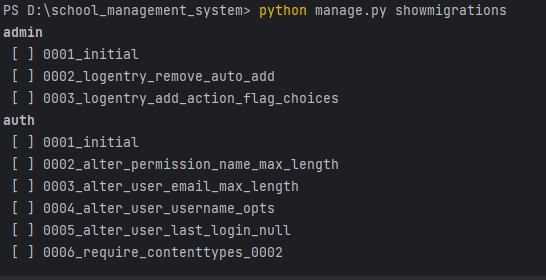 PS D:\school_management_system> python manage.py showmigrations
admin
 [ ] 0001_initial
 [ ] 0002_logentry_remove_auto_add
 [ ] 0003_logentry_add_action_flag_choices
auth
 [ ] 0001_initial
 [ ] 0002_alter_permission_name_max_length
 [ ] 0003_alter_user_email_max_length
 [ ] 0004_alter_user_username_opts
 [ ] 0005_alter_user_last_login_null
 [ ] 0006_require_contenttypes_0002